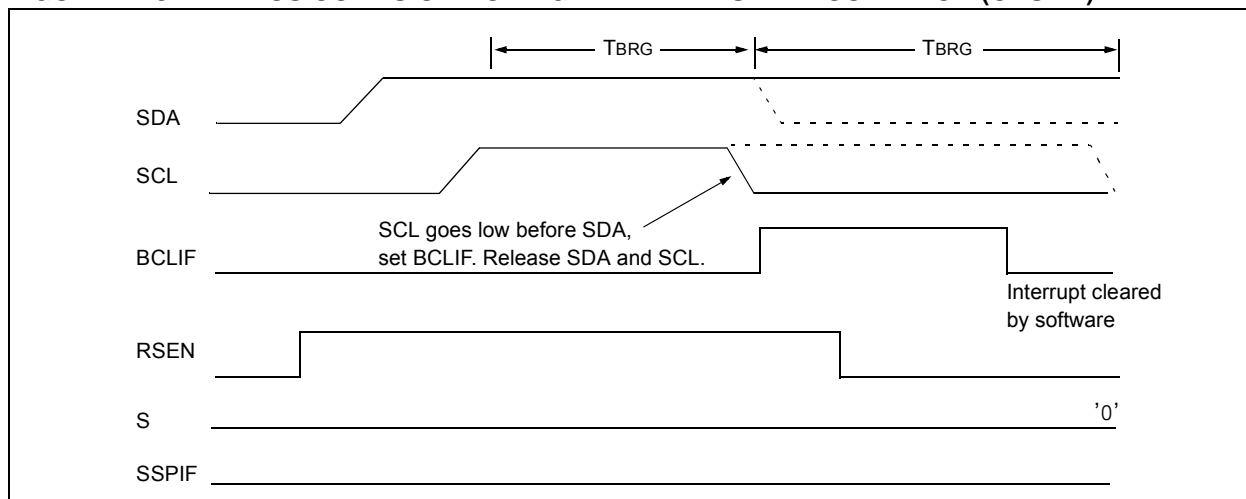 TBRG
TBRG
SDA
SCL
SCL goes low before SDA,
set BCLIF. Release SDA and SCL.
BCLIF
Interrupt cleared
by software
RSEN
S
'0'
SSPIF